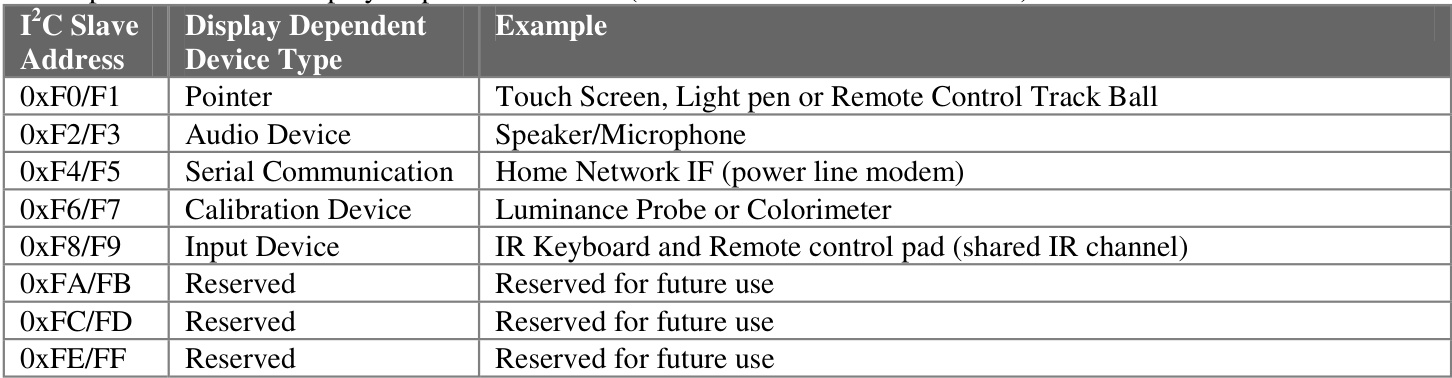 I²C Slave Address | Display Dependent Device Type | Example
0xF0/F1 | Pointer | Touch Screen, Light pen or Remote Control Track Ball
0xF2/F3 | Audio Device | Speaker/Microphone
0xF4/F5 | Serial Communication | Home Network IF (power line modem)
0xF6/F7 | Calibration Device | Luminance Probe or Colorimeter
0xF8/F9 | Input Device | IR Keyboard and Remote control pad (shared IR channel)
0xFA/FB | Reserved | Reserved for future use
0xFC/FD | Reserved | Reserved for future use
0xFE/FF | Reserved | Reserved for future use